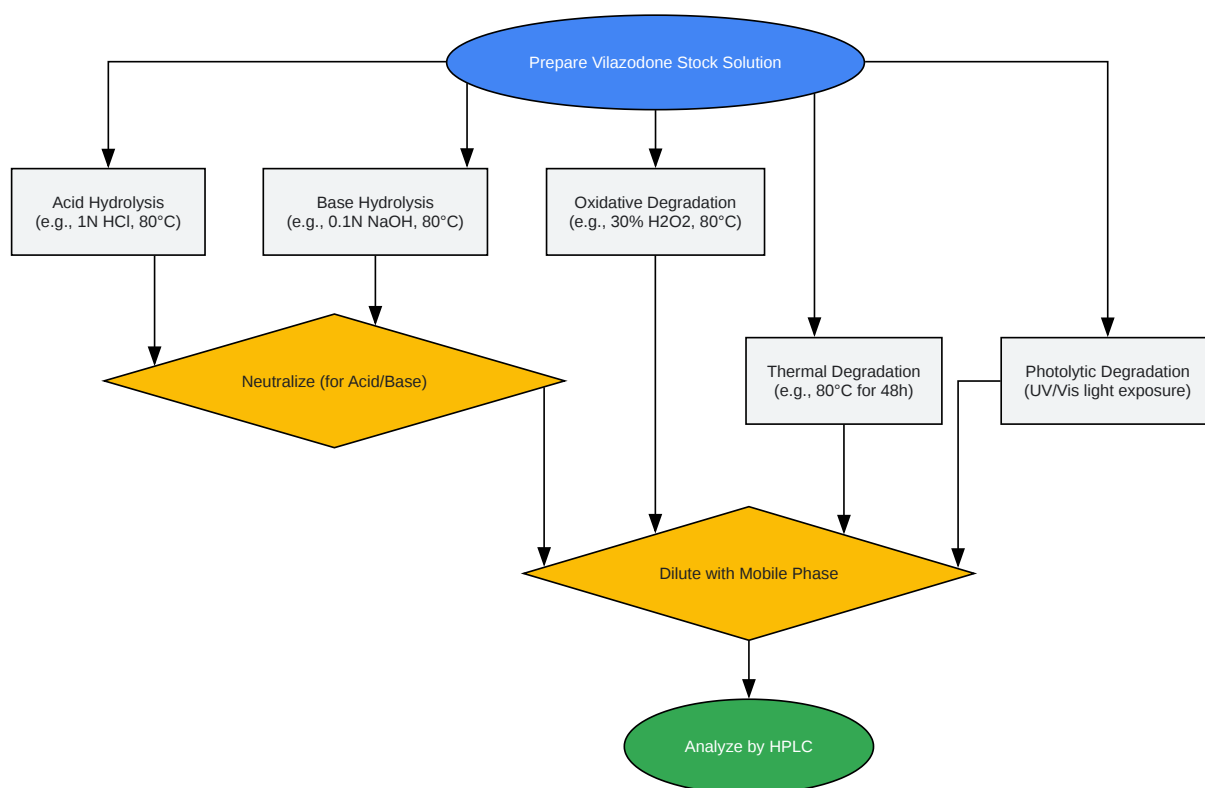 Prepare Vilazodone Stock Solution
Acid Hydrolysis
(e.g., 1N HCl, 80°C)
Base Hydrolysis
(e.g., 0.1N NaOH, 80°C)
Oxidative Degradation
(e.g., 30% H2O2, 80°C)
Neutralize (for Acid/Base)
Thermal Degradation
(e.g., 80°C for 48h)
Photolytic Degradation
(UV/Vis light exposure)
Dilute with Mobile Phase
Analyze by HPLC